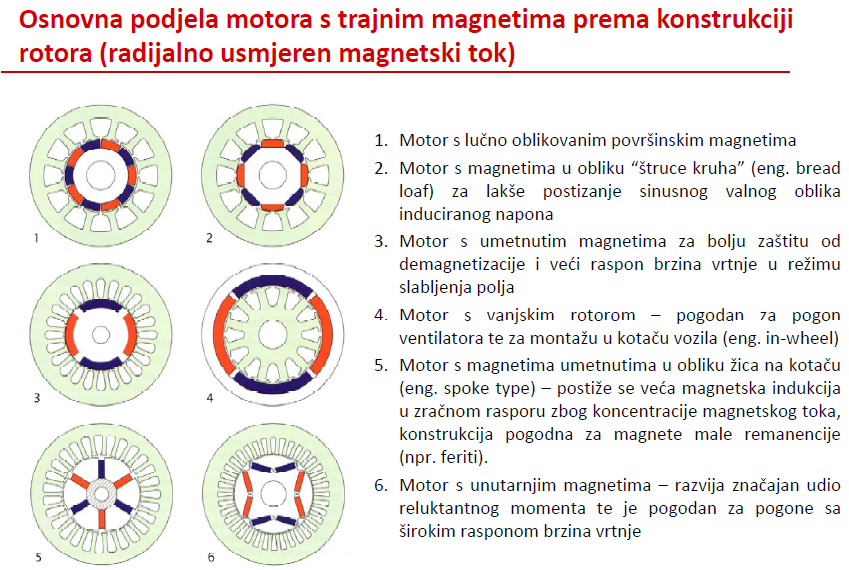 Osnovna podjela motora s trajnim magnetima prema konstrukciji
rotora (radijalno usmjeren magnetski tok)
1
2
3
4
5
6
1. Motor s lučno oblikovanim površinskim magnetima
2. Motor s magnetima u obliku “štruce kruha” (eng. bread
loaf) za lakše postizanje sinusnog valnog oblika
induciranog napona
3. Motor s umetnutim magnetima za bolju zaštitu od
demagnetizacije i veći raspon brzina vrtnje u režimu
slabljenja polja
4. Motor s vanjskim rotorom – pogodan za pogon
ventilatora te za montažu u kotaču vozila (eng. in-wheel)
5. Motor s magnetima umetnutima u obliku žica na kotaču
(eng. spoke type) – postiže se veća magnetska indukcija
u zračnom rasporu zbog koncentracije magnetskog toka,
konstrukcija pogodna za magnete male remanencije
(npr. feriti).
6. Motor s unutarnjim magnetima – razvija značajan udio
reluktantnog momenta te je pogodan za pogone sa
širokim rasponom brzina vrtnje